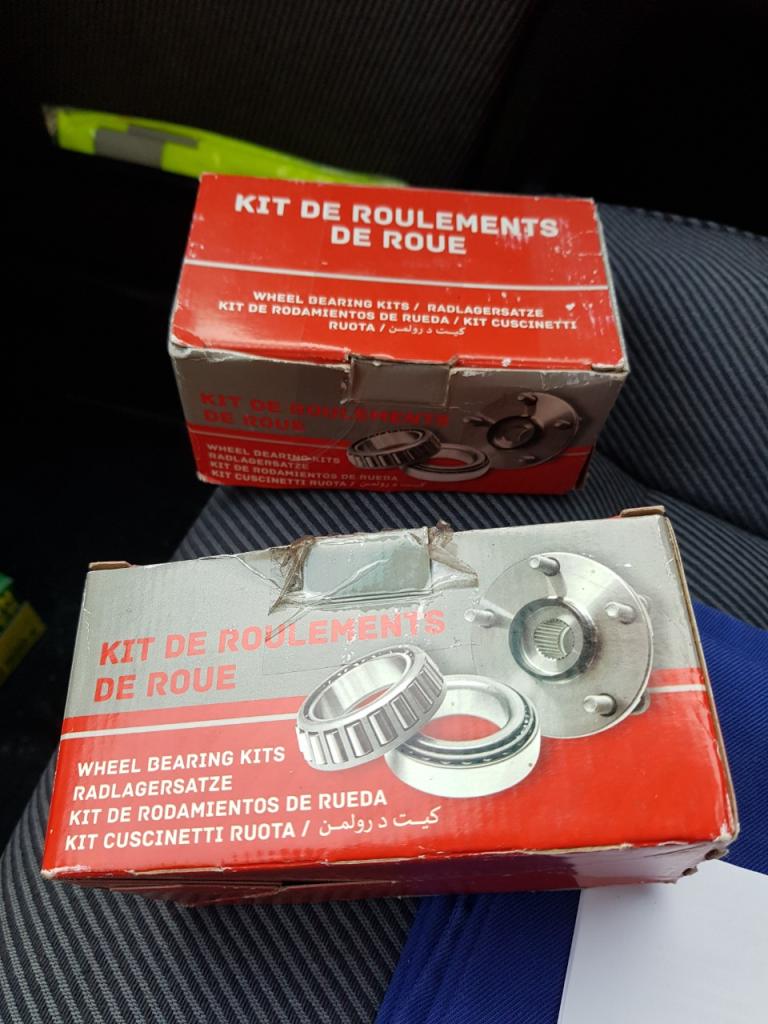 KIT DE ROULEMENTS
DE ROUE
WHEEL BEARING KITS / RADLAGERSATZE
KIT DE RODAMIENTOS DE RUEDA / KIT CUSCINETTI
RUOTA / كيت د رولمن
KIT DE ROULEMENTS
DE ROUE
WHEEL BEARING KITS
RADLAGERSATZE
KIT DE RODAMIENTOS DE RUEDA
KIT CUSCINETTI RUOTA / كيت د رولمن
KIT DE ROULEMENTS
DE ROUE
WHEEL BEARING KITS
RADLAGERSATZE
KIT DE RODAMIENTOS DE RUEDA
KIT CUSCINETTI RUOTA / كيت د رولمن